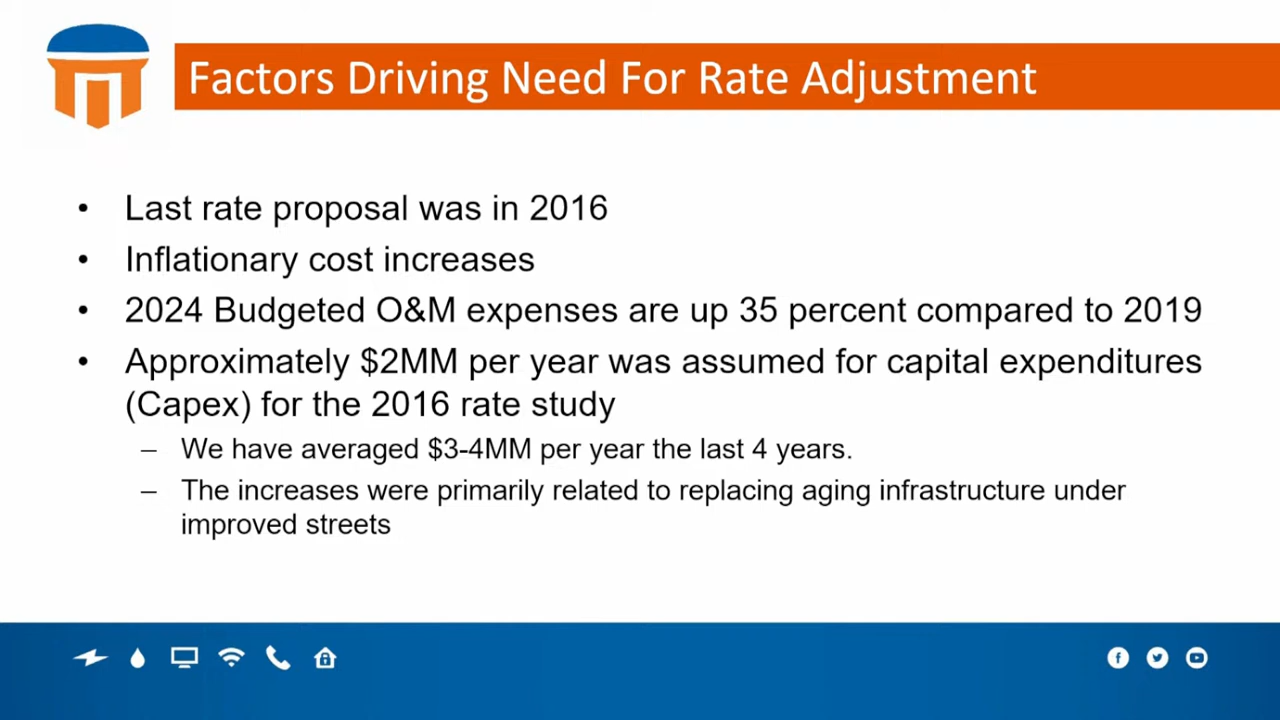 Factors Driving Need For Rate Adjustment
• Last rate proposal was in 2016
• Inflationary cost increases
• 2024 Budgeted O&M expenses are up 35 percent compared to 2019
• Approximately $2MM per year was assumed for capital expenditures
(Capex) for the 2016 rate study
– We have averaged $3-4MM per year the last 4 years.
– The increases were primarily related to replacing aging infrastructure under
improved streets